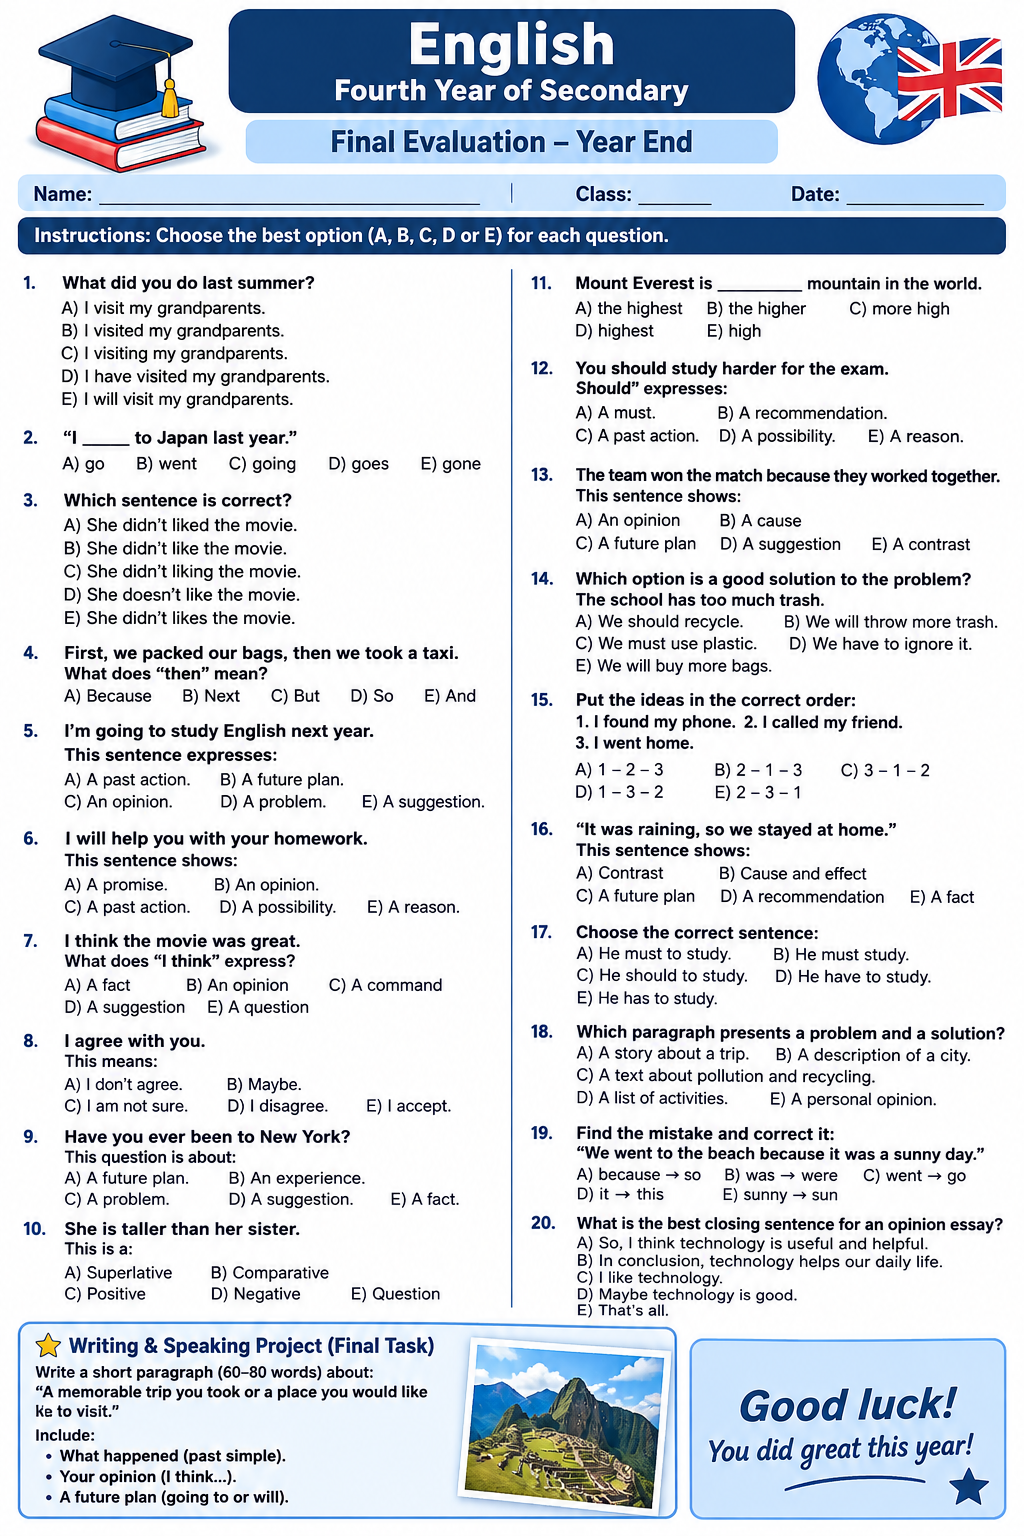 English
Fourth Year of Secondary
Final Evaluation – Year End
Name: ____ Class: ____ Date: ____
Instructions: Choose the best option (A, B, C, D or E) for each question.
1. What did you do last summer?
A) I visit my grandparents.
B) I visited my grandparents.
C) I visiting my grandparents.
D) I have visited my grandparents.
E) I will visit my grandparents.
2. “I _____ to Japan last year.”
A) go B) went C) going D) goes E) gone
3. Which sentence is correct?
A) She didn’t liked the movie.
B) She didn’t like the movie.
C) She didn’t liking the movie.
D) She doesn’t like the movie.
E) She didn’t likes the movie.
4. First, we packed our bags, then we took a taxi.
What does “then” mean?
A) Because B) Next C) But D) So E) And
5. I’m going to study English next year.
This sentence expresses:
A) A past action. B) A future plan.
C) An opinion. D) A problem. E) A suggestion.
6. I will help you with your homework.
This sentence shows:
A) A promise. B) An opinion.
C) A past action. D) A possibility. E) A reason.
7. I think the movie was great.
What does “I think” express?
A) A fact B) An opinion C) A command
D) A suggestion E) A question
8. I agree with you.
This means:
A) I don’t agree. B) Maybe.
C) I am not sure. D) I disagree. E) I accept.
9. Have you ever been to New York?
This question is about:
A) A future plan. B) An experience.
C) A problem. D) A suggestion. E) A fact.
10. She is taller than her sister.
This is a:
A) Superlative B) Comparative
C) Positive D) Negative E) Question
11. Mount Everest is _________ mountain in the world.
A) the highest B) the higher C) more high
D) highest E) high
12. You should study harder for the exam.
Should” expresses:
A) A must. B) A recommendation.
C) A past action. D) A possibility. E) A reason.
13. The team won the match because they worked together.
This sentence shows:
A) An opinion B) A cause
C) A future plan D) A suggestion E) A contrast
14. Which option is a good solution to the problem?
The school has too much trash.
A) We should recycle. B) We will throw more trash.
C) We must use plastic. D) We have to ignore it.
E) We will buy more bags.
15. Put the ideas in the correct order:
1. I found my phone. 2. I called my friend.
3. I went home.
A) 1 – 2 – 3 B) 2 – 1 – 3 C) 3 – 1 – 2
D) 1 – 3 – 2 E) 2 – 3 – 1
16. “It was raining, so we stayed at home.”
This sentence shows:
A) Contrast B) Cause and effect
C) A future plan D) A recommendation E) A fact
17. Choose the correct sentence:
A) He must to study. B) He must study.
C) He should to study. D) He have to study.
E) He has to study.
18. Which paragraph presents a problem and a solution?
A) A story about a trip. B) A description of a city.
C) A text about pollution and recycling.
D) A list of activities. E) A personal opinion.
19. Find the mistake and correct it:
“We went to the beach because it was a sunny day.”
A) because → so B) was → were C) went → go
D) it → this E) sunny → sun
20. What is the best closing sentence for an opinion essay?
A) So, I think technology is useful and helpful.
B) In conclusion, technology helps our daily life.
C) I like technology.
D) Maybe technology is good.
E) That’s all.
Writing & Speaking Project (Final Task)
Write a short paragraph (60–80 words) about:
“A memorable trip you took or a place you would like
ke to visit.”
Include:
• What happened (past simple).
• Your opinion (I think...).
• A future plan (going to or will).
Good luck!
You did great this year!